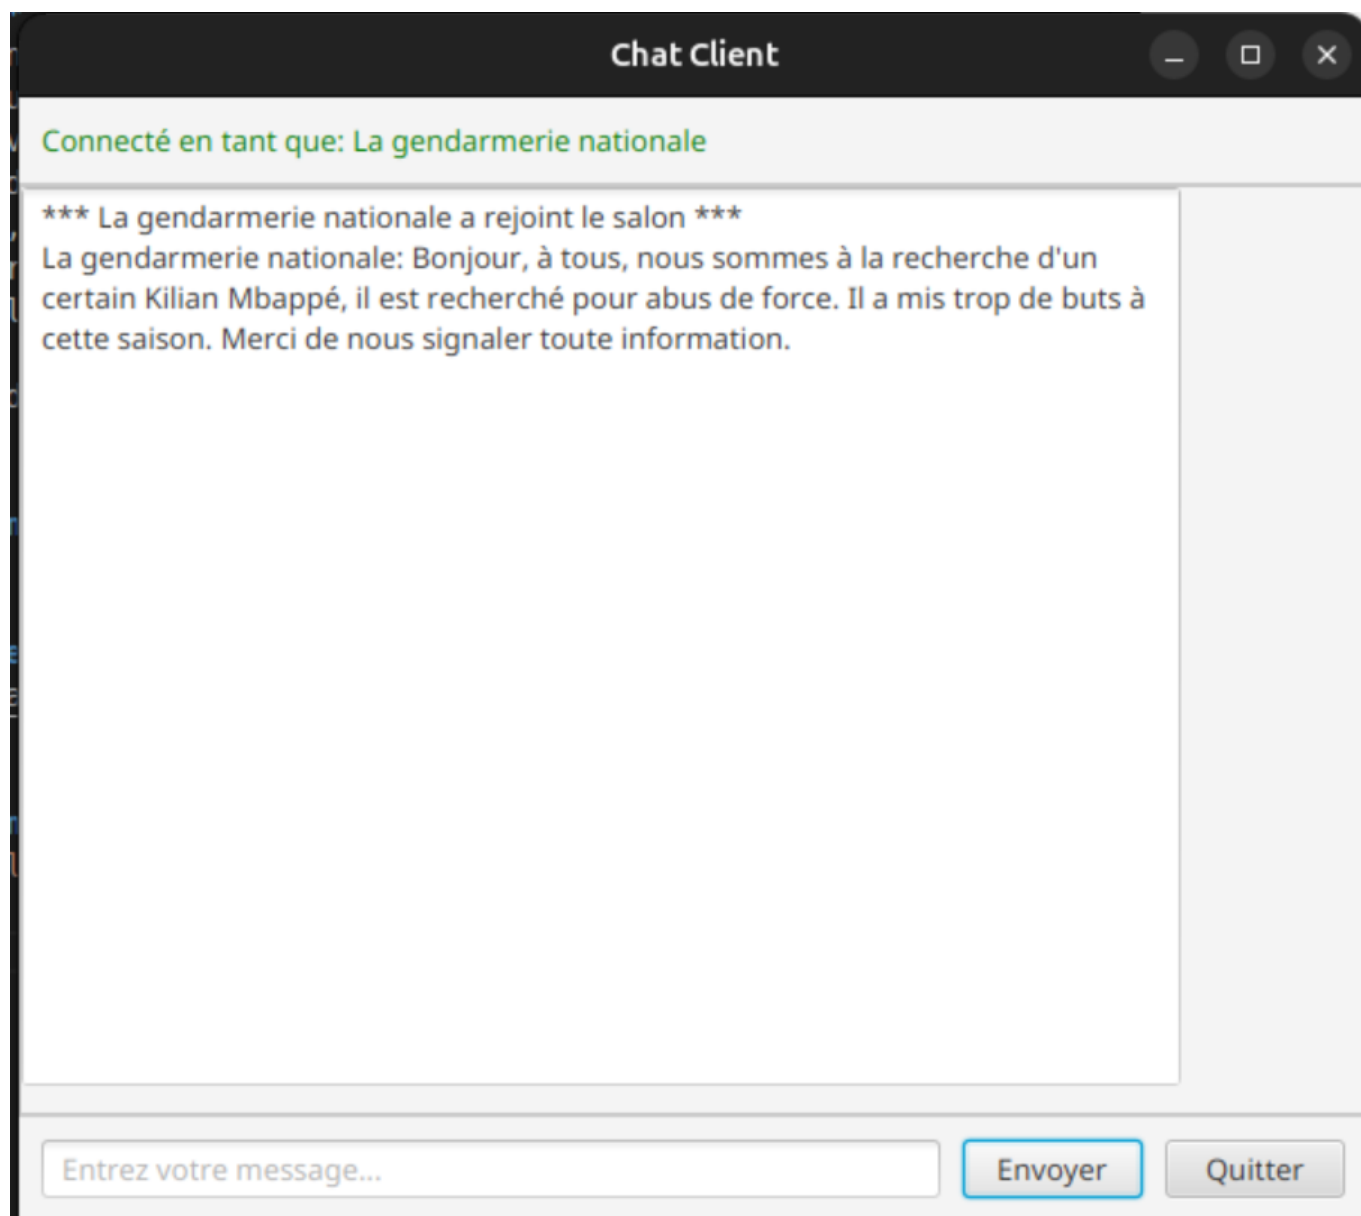 Chat Client
Connecté en tant que: La gendarmerie nationale
*** La gendarmerie nationale a rejoint le salon ***
La gendarmerie nationale: Bonjour, à tous, nous sommes à la recherche d'un
certain Kilian Mbappé, il est recherché pour abus de force. Il a mis trop de buts à
cette saison. Merci de nous signaler toute information.
Entrez votre message...
Envoyer
Quitter